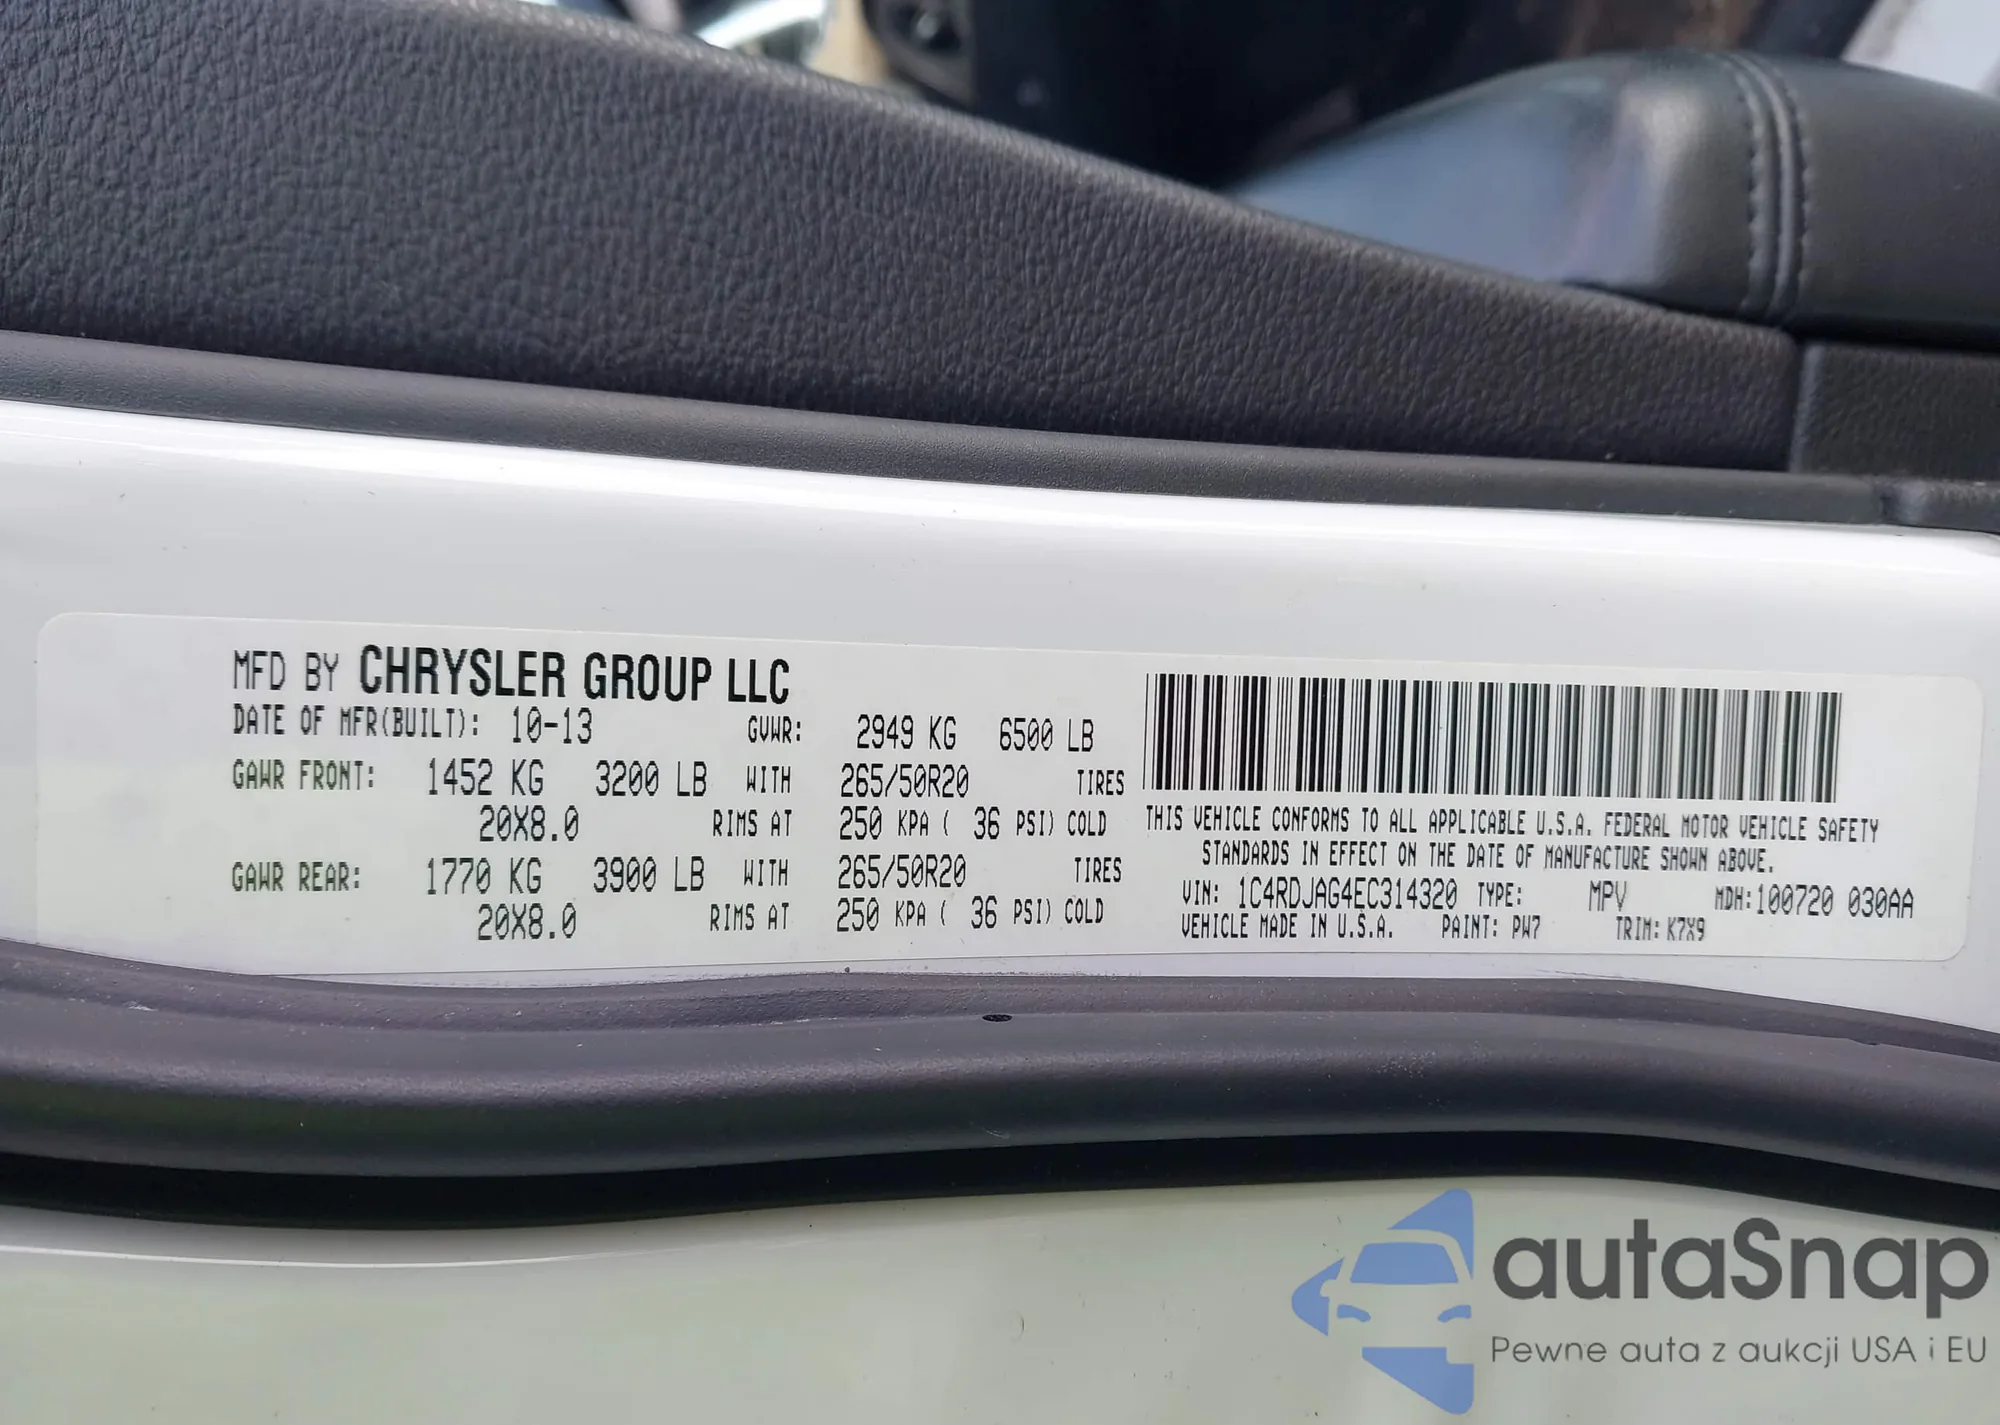 MFD BY CHRYSLER GROUP LLC
DATE OF MFR(BUILT): 10-13 GVWR: 2949 KG 6500 LB
GAWR FRONT: 1452 KG 3200 LB WITH 265/50R20 TIRES
20X8.0 RIMS AT 250 KPA ( 36 PSI) COLD
GAWR REAR: 1770 KG 3900 LB WITH 265/50R20 TIRES
20X8.0 RIMS AT 250 KPA ( 36 PSI) COLD
THIS VEHICLE CONFORMS TO ALL APPLICABLE U.S.A. FEDERAL MOTOR VEHICLE SAFETY
STANDARDS IN EFFECT ON THE DATE OF MANUFACTURE SHOWN ABOVE.
VIN: 1C4RDJAG4EC314320 TYPE: MPV MDH:100720 030AA
VEHICLE MADE IN U.S.A. PAINT: PW7 TRIM: K7X9
autaSnap
Pewne auta z aukcji USA i EU